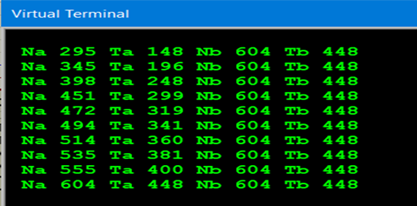 Virtual Terminal
Na 295 Ta 148 Nb 604 Tb 448
Na 345 Ta 196 Nb 604 Tb 448
Na 398 Ta 248 Nb 604 Tb 448
Na 451 Ta 299 Nb 604 Tb 448
Na 472 Ta 319 Nb 604 Tb 448
Na 494 Ta 341 Nb 604 Tb 448
Na 514 Ta 360 Nb 604 Tb 448
Na 535 Ta 381 Nb 604 Tb 448
Na 555 Ta 400 Nb 604 Tb 448
Na 604 Ta 448 Nb 604 Tb 448